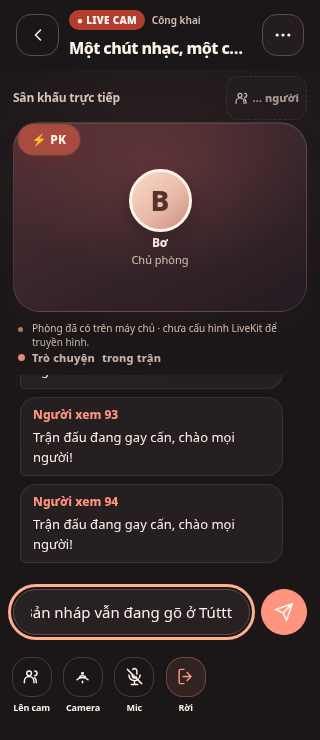 LIVE CAM Công khai
Một chút nhạc, một c...
Sân khấu trực tiếp
... người
⚡ PK
B
Bơ
Chủ phòng
Phòng đã có trên máy chủ · chưa cấu hình LiveKit để
truyền hình.
Trò chuyện trong trận
Người xem 93
Trận đấu đang gay cấn, chào mọi
người!
Người xem 94
Trận đấu đang gay cấn, chào mọi
người!
nháp vẫn đang gõ ở Túttt
Lên cam Camera Mic Rời